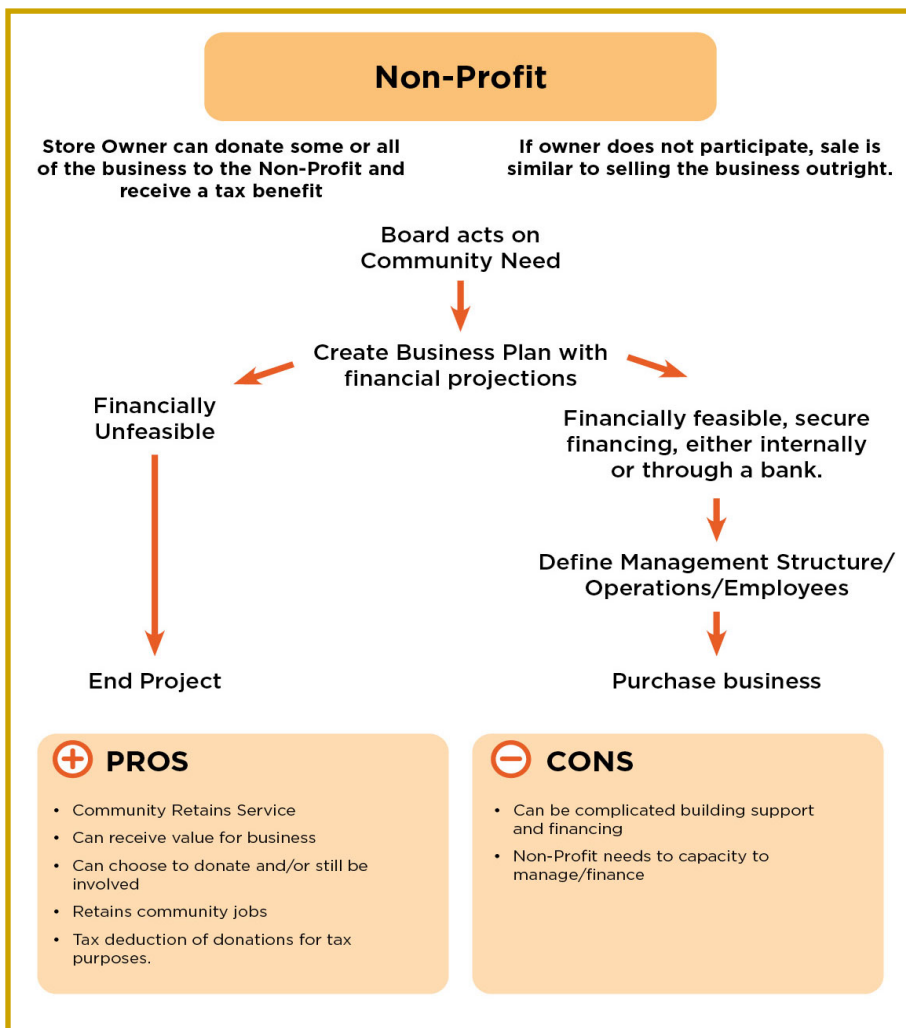 Non-Profit
Store Owner can donate some or all
of the business to the Non-Profit and
receive a tax benefit
If owner does not participate, sale is
similar to selling the business outright.
Board acts on
Community Need
Create Business Plan with
financial projections
Financially
Unfeasible
Financially feasible, secure
financing, either internally
or through a bank.
Define Management Structure/
Operations/Employees
End Project
Purchase business
PROS
• Community Retains Service
• Can receive value for business
• Can choose to donate and/or still be
involved
• Retains community jobs
• Tax deduction of donations for tax
purposes.
CONS
• Can be complicated building support
and financing
• Non-Profit needs to capacity to
manage/finance